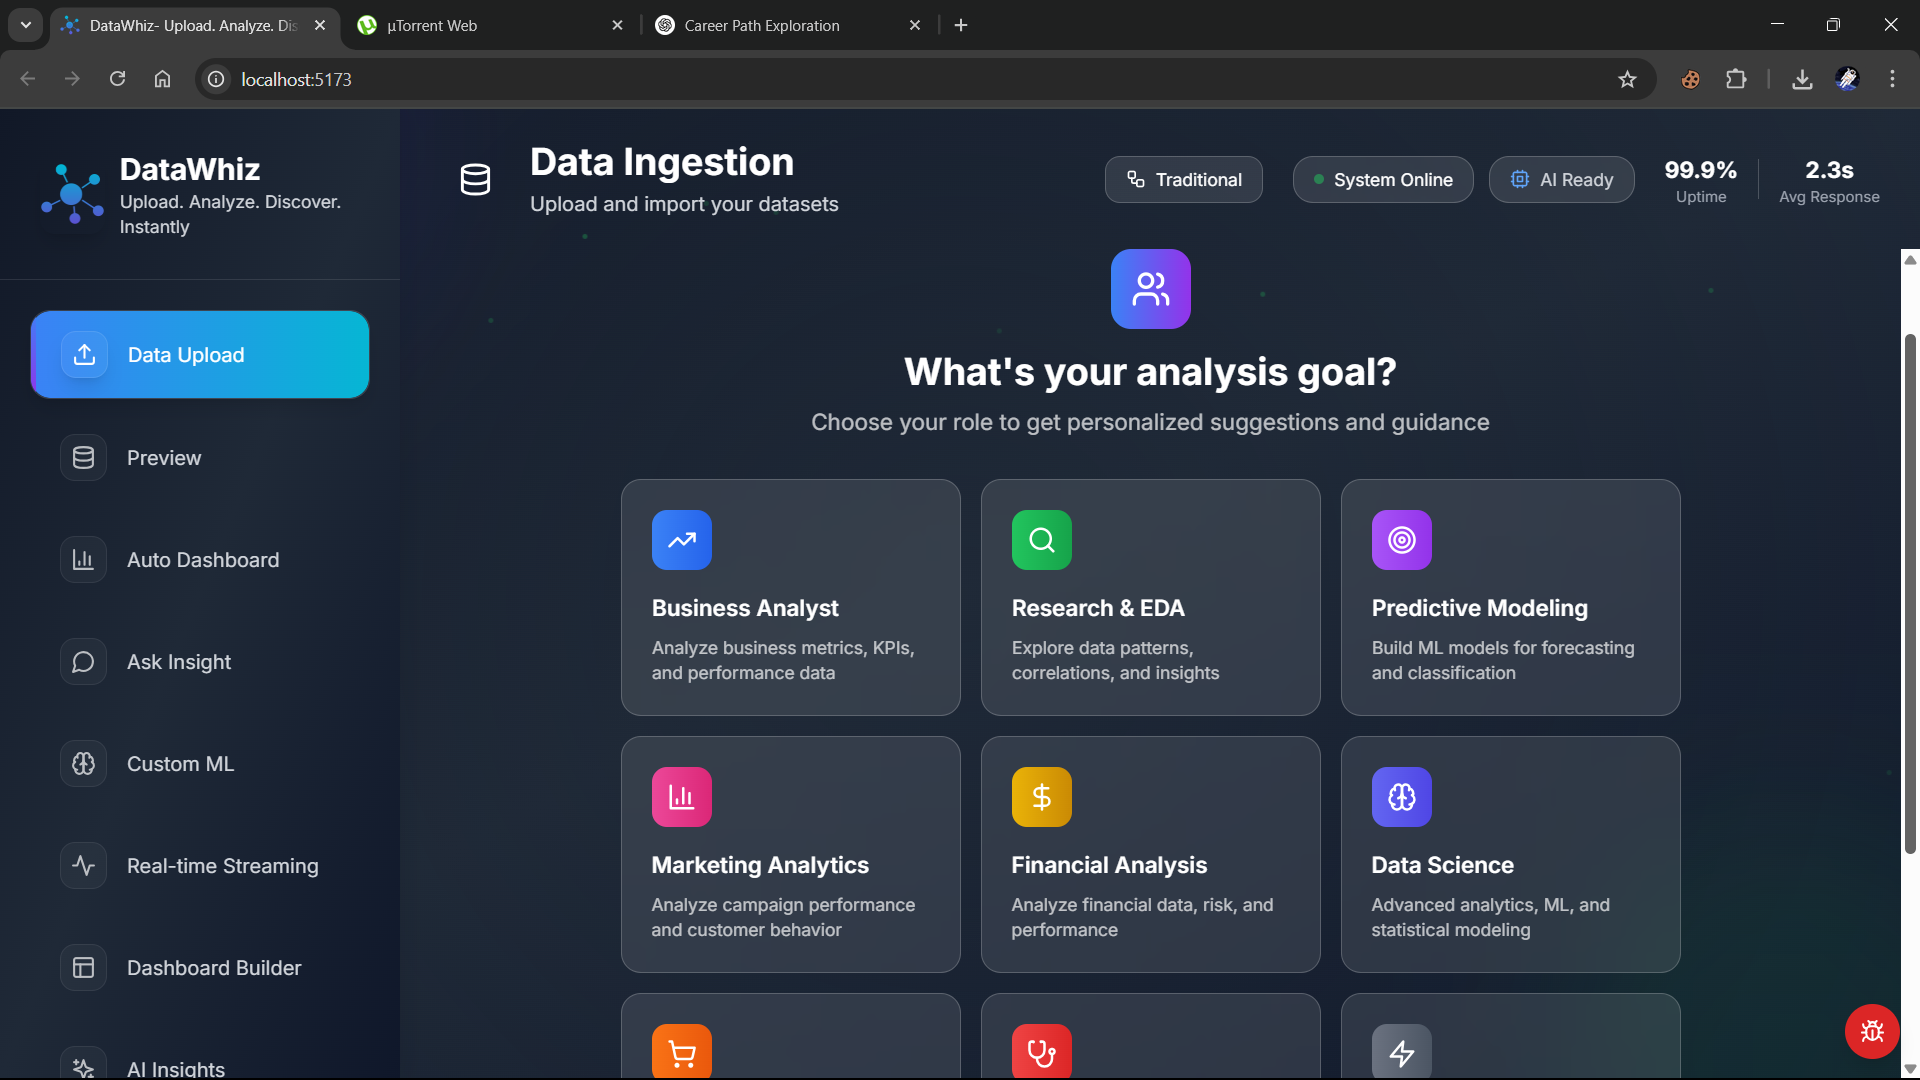 DataWhiz- Upload. Analyze. Dis
µTorrent Web
Career Path Exploration
localhost:5173
DataWhiz
Upload. Analyze. Discover.
Instantly
Data Upload
Preview
Auto Dashboard
Ask Insight
Custom ML
Real-time Streaming
Dashboard Builder
AI Insights
Data Ingestion
Upload and import your datasets
Traditional
System Online
AI Ready
99.9%
Uptime
2.3s
Avg Response
What's your analysis goal?
Choose your role to get personalized suggestions and guidance
Business Analyst
Analyze business metrics, KPIs,
and performance data
Research & EDA
Explore data patterns,
correlations, and insights
Predictive Modeling
Build ML models for forecasting
and classification
Marketing Analytics
Analyze campaign performance
and customer behavior
Financial Analysis
Analyze financial data, risk, and
performance
Data Science
Advanced analytics, ML, and
statistical modeling